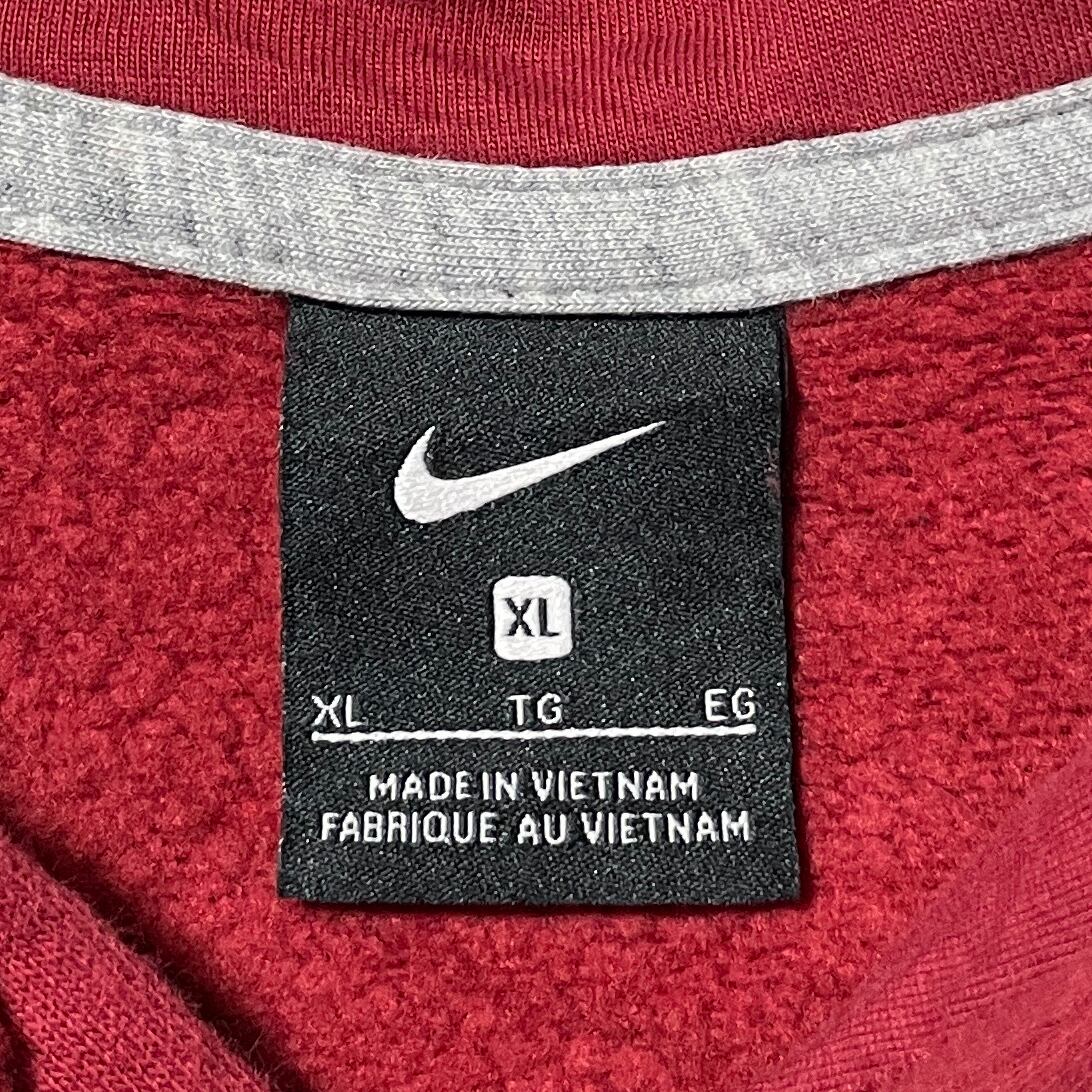 XL
XL TG EG
MADE IN VIETNAM
FABRIQUE AU VIETNAM